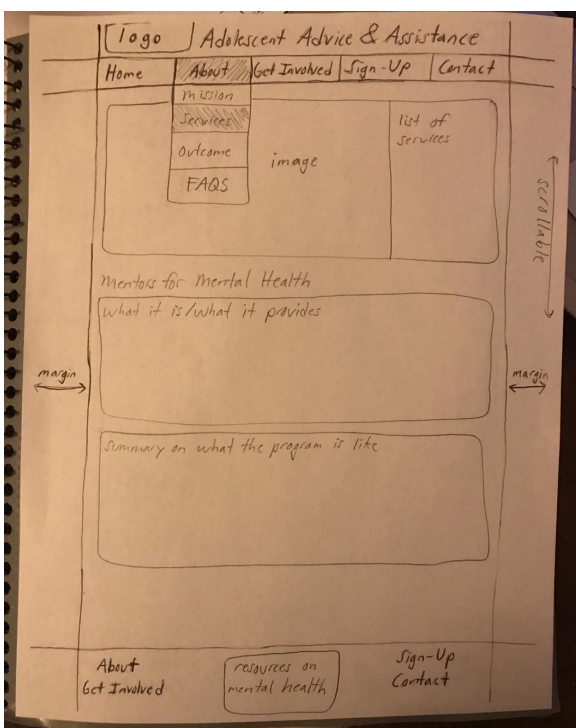 logo Adolescent Advice & Assistance
Home About Get Involved Sign-Up Contact
Mission
Services
Outcome
FAQS
image
list of
services
scrollable
Mentors for Mental Health
What it is/what it provides
margin
margin
Summary on what the program is like
About
Get Involved
resources on
mental health
Sign-Up
Contact